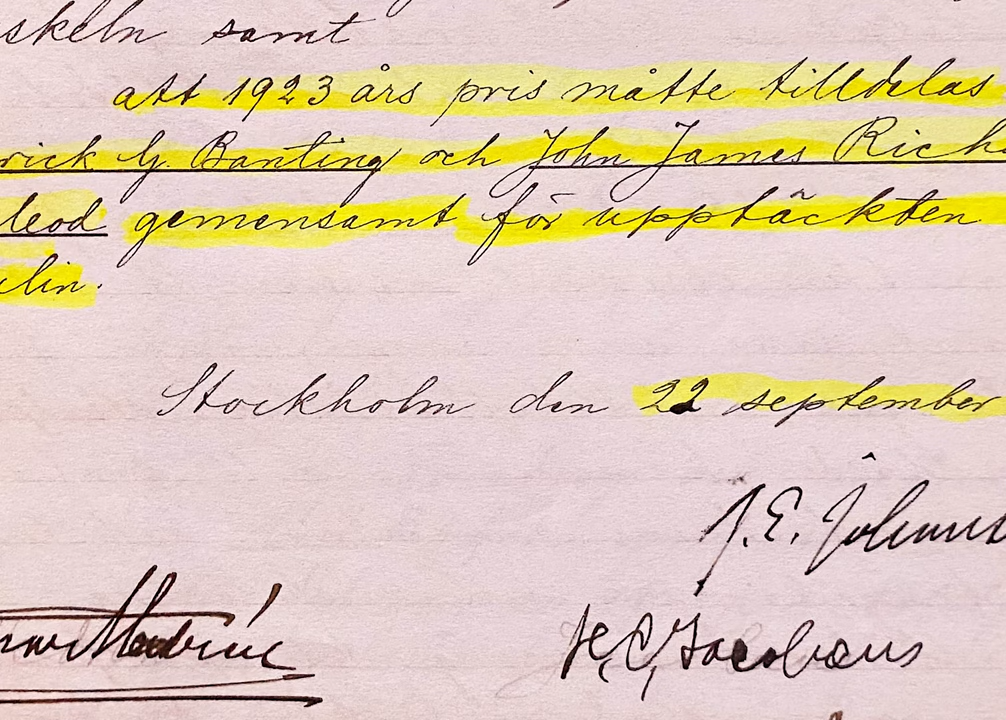 skeln samt
att 1923 års pris måtte tilldelas
rick G. Banting och John James Rich
leod gemensamt för upptäckten
ulin.
Stockholm den 22 september
J. E. Johans
H. C. Jacobæus